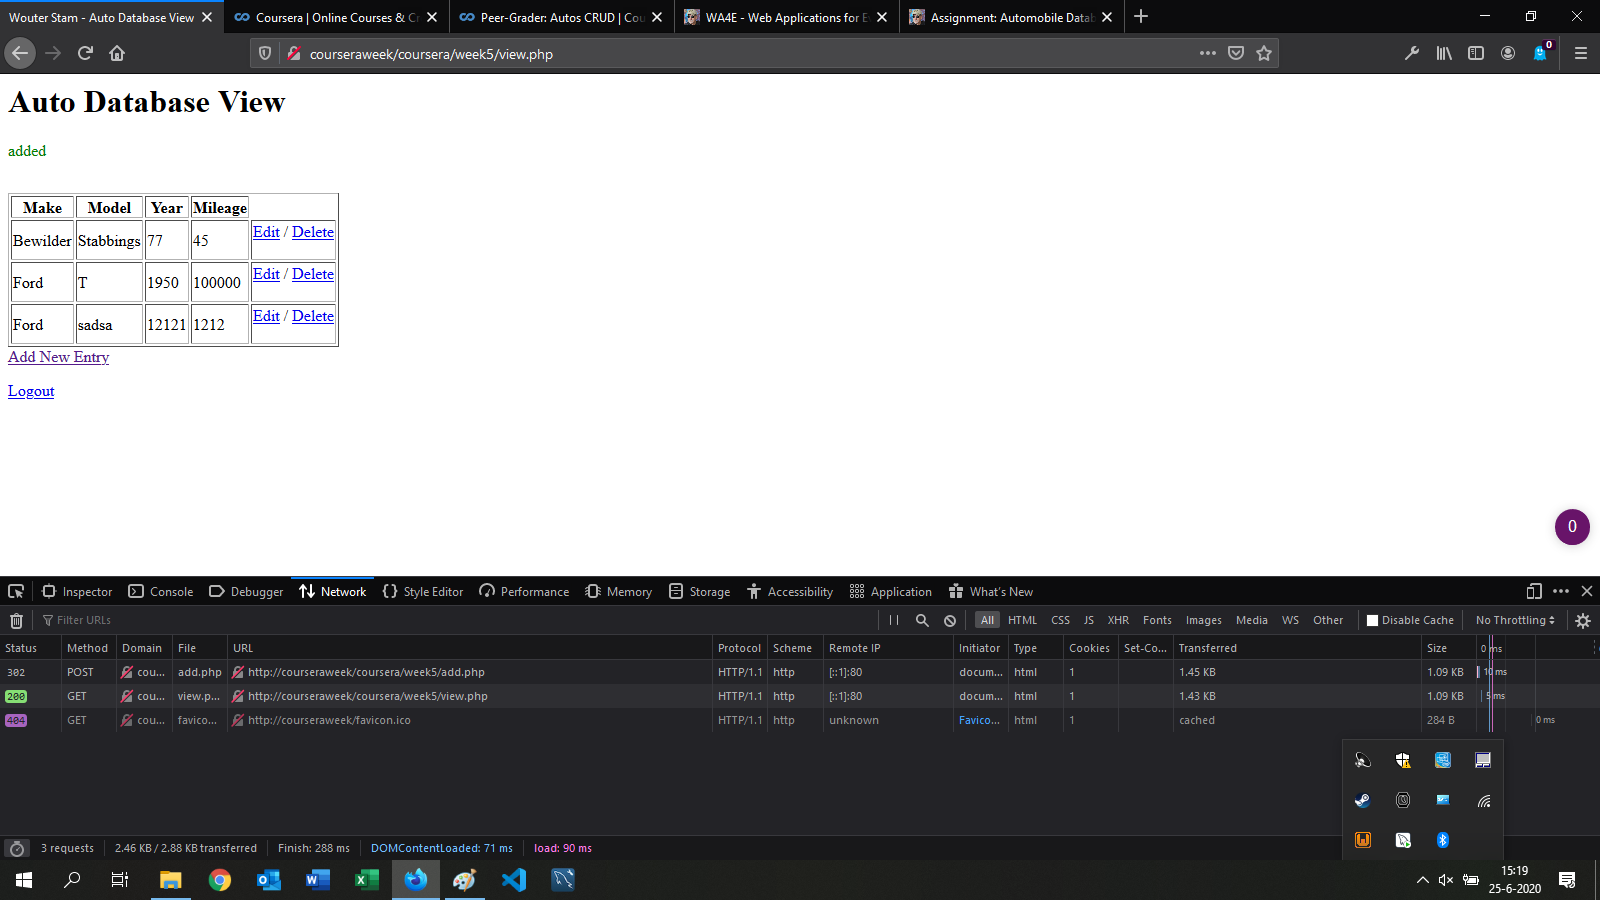 Wouter Stam - Auto Database View
Coursera | Online Courses & Cr
Peer-Grader: Autos CRUD | Cou
WA4E - Web Applications for Ev
Assignment: Automobile Datab
courseraweek/coursera/week5/view.php
0
Auto Database View
added
Make Model Year Mileage
Bewilder Stabbings 77 45 Edit / Delete
Ford T 1950 100000 Edit / Delete
Ford sadsa 12121 1212 Edit / Delete
Add New Entry
Logout
0
Inspector Console Debugger Network Style Editor Performance Memory Storage Accessibility Application What's New
Filter URLs All HTML CSS JS XHR Fonts Images Media WS Other Disable Cache No Throttling
Status Method Domain File URL Protocol Scheme Remote IP Initiator Type Cookies Set-Co... Transferred Size 0 ms
302 POST cou... add.php http://courseraweek/coursera/week5/add.php HTTP/1.1 http [::1]:80 docum... html 1 1.45 KB 1.09 KB 10 ms
200 GET cou... view.p... http://courseraweek/coursera/week5/view.php HTTP/1.1 http [::1]:80 docum... html 1 1.43 KB 1.09 KB 5 ms
404 GET cou... favico... http://courseraweek/favicon.ico HTTP/1.1 http unknown Favico... html 1 cached 284 B 0 ms
3 requests 2.46 KB / 2.88 KB transferred Finish: 288 ms DOMContentLoaded: 71 ms load: 90 ms
15:19
25-6-2020